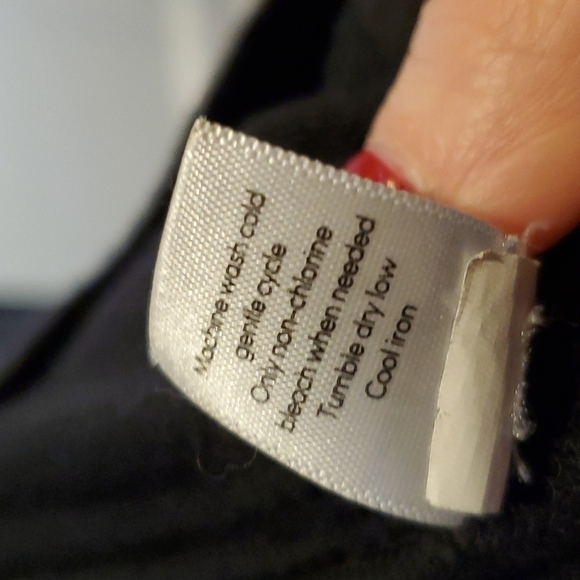 Machine wash cold
gentle cycle
Only non-chlorine
bleach when needed
Tumble dry low
Cool iron